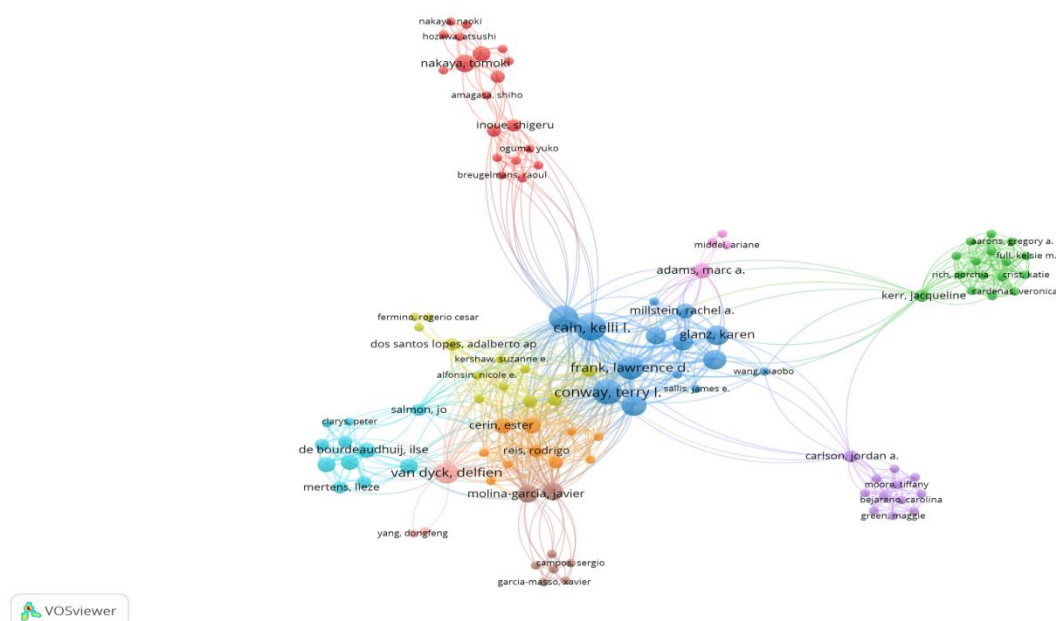 nakaya, naoki
hozawa, atsushi
nakaya, tomoki
amagasa, shiho
inoue, shigeru
oguma, yuko
breugelmans, raoul
middel, ariane
adams, marc a.
aarons, gregory a.
full, kelsie m.
rich, porchia
crist, katie
cardenas, veronica
kerr, jacqueline
millstein, rachel a.
cain, kelli l.
glanz, karen
fermino, rogerio cesar
dos santos lopes, adalberto ap
kershaw, suzanne e.
alfonsin, nicole e.
frank, lawrence d.
wang, xiaobo
sallis, james e.
conway, terry l.
salmon, jo
clarys, peter
cerin, ester
de bourdeaudhuij, ilse
reis, rodrigo
van dyck, delfien
mertens, lieze
molina-garcia, javier
carlson, jordan a.
moore, tiffany
bejarano, carolina
green, maggie
yang, dongfeng
campos, sergio
garcia-masso, xavier
VOSviewer